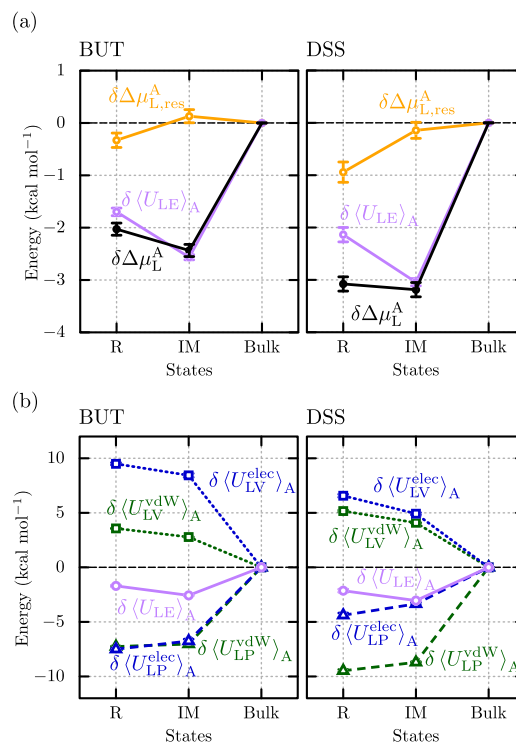 (a)
BUT
DSS
Energy (kcal mol⁻¹)
1
0
−1
−2
−3
−4
δΔμ^A_L,res
δ⟨U_LE⟩_A
δΔμ^A_L
R IM Bulk
States
δΔμ^A_L,res
δ⟨U_LE⟩_A
δΔμ^A_L
R IM Bulk
States
(b)
BUT
DSS
Energy (kcal mol⁻¹)
10
5
0
−5
−10
δ⟨U^elec_LV⟩_A
δ⟨U^vdW_LV⟩_A
δ⟨U_LE⟩_A
δ⟨U^elec_LP⟩_A
δ⟨U^vdW_LP⟩_A
R IM Bulk
States
δ⟨U^elec_LV⟩_A
δ⟨U^vdW_LV⟩_A
δ⟨U_LE⟩_A
δ⟨U^elec_LP⟩_A
δ⟨U^vdW_LP⟩_A
R IM Bulk
States